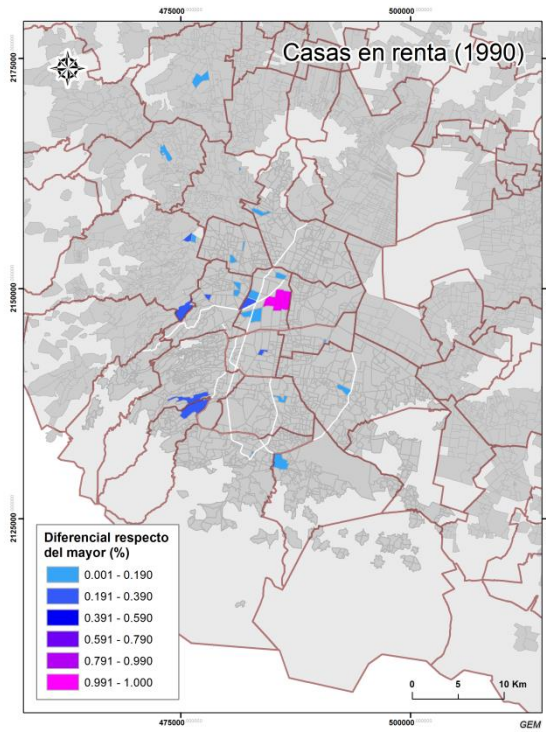 475000
500000
Casas en renta (1990)
2175000
2150000
2125000
Diferencial respecto
del mayor (%)
0.001 - 0.190
0.191 - 0.390
0.391 - 0.590
0.591 - 0.790
0.791 - 0.990
0.991 - 1.000
0 5 10 Km
475000
500000
GEM